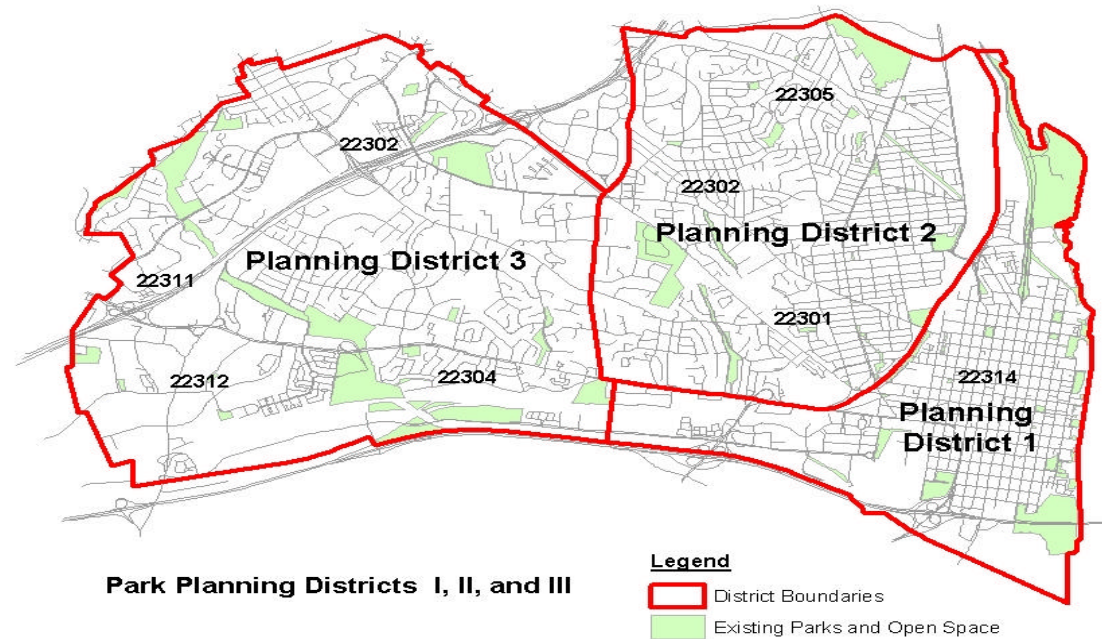 22305
22302
22302
Planning District 2
Planning District 3
22311
22301
22312
22304
22314
Planning
District 1
Park Planning Districts I, II, and III
Legend
District Boundaries
Existing Parks and Open Space